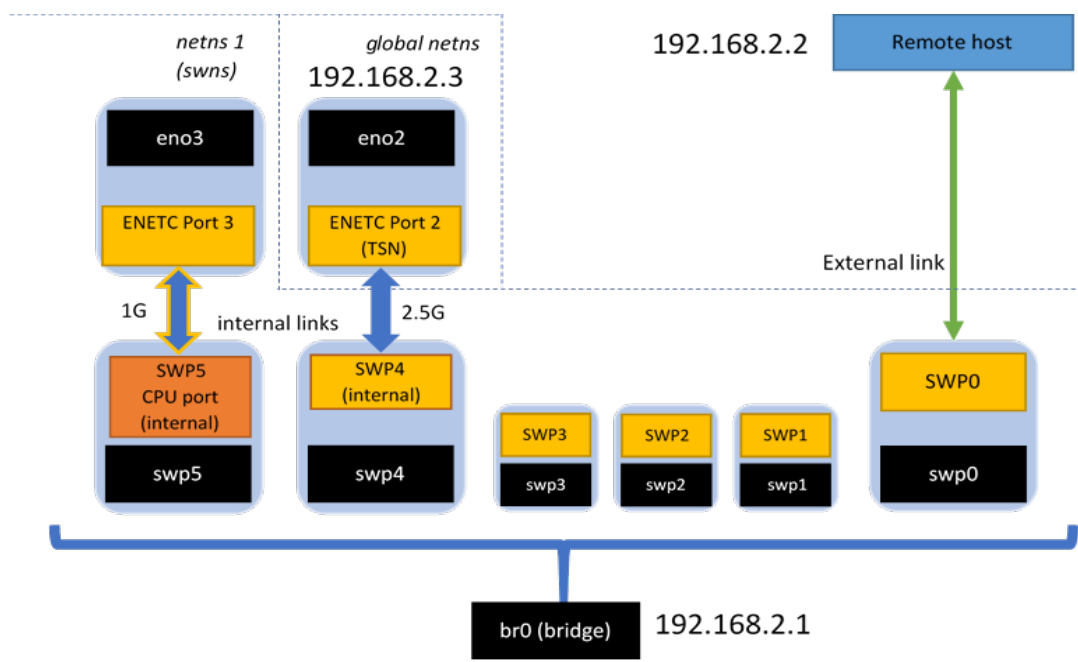 netns 1
(swns)
global netns
192.168.2.3
192.168.2.2
Remote host
eno3
eno2
ENETC Port 3
ENETC Port 2
(TSN)
External link
1G
internal links
2.5G
SWP5
CPU port
(internal)
SWP4
(internal)
SWP3
SWP2
SWP1
SWP0
swp5
swp4
swp3
swp2
swp1
swp0
br0 (bridge)
192.168.2.1